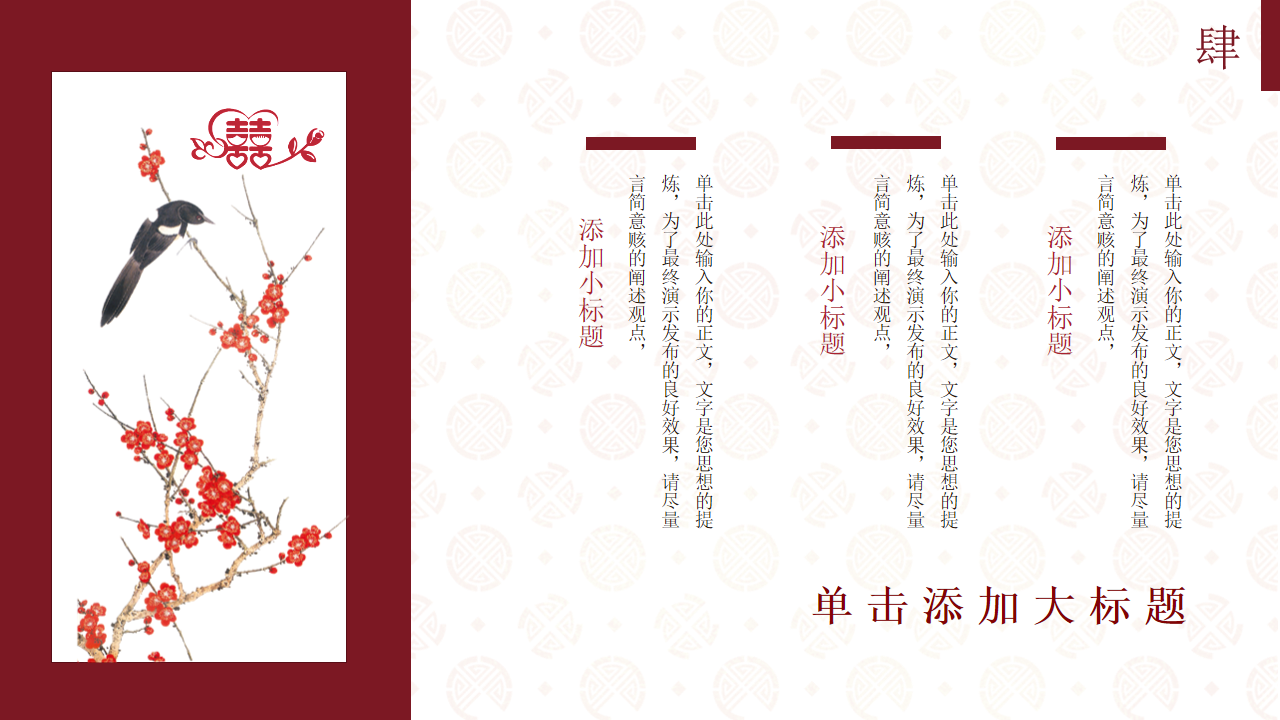 肆
单击此处输入你的正文，文字是您思想的提
炼，为了最终演示发布的良好效果，请尽量
言简意赅的阐述观点，
添加小标题
单击此处输入你的正文，文字是您思想的提
炼，为了最终演示发布的良好效果，请尽量
言简意赅的阐述观点，
添加小标题
单击此处输入你的正文，文字是您思想的提
炼，为了最终演示发布的良好效果，请尽量
言简意赅的阐述观点，
添加小标题
单击添加大标题
囍